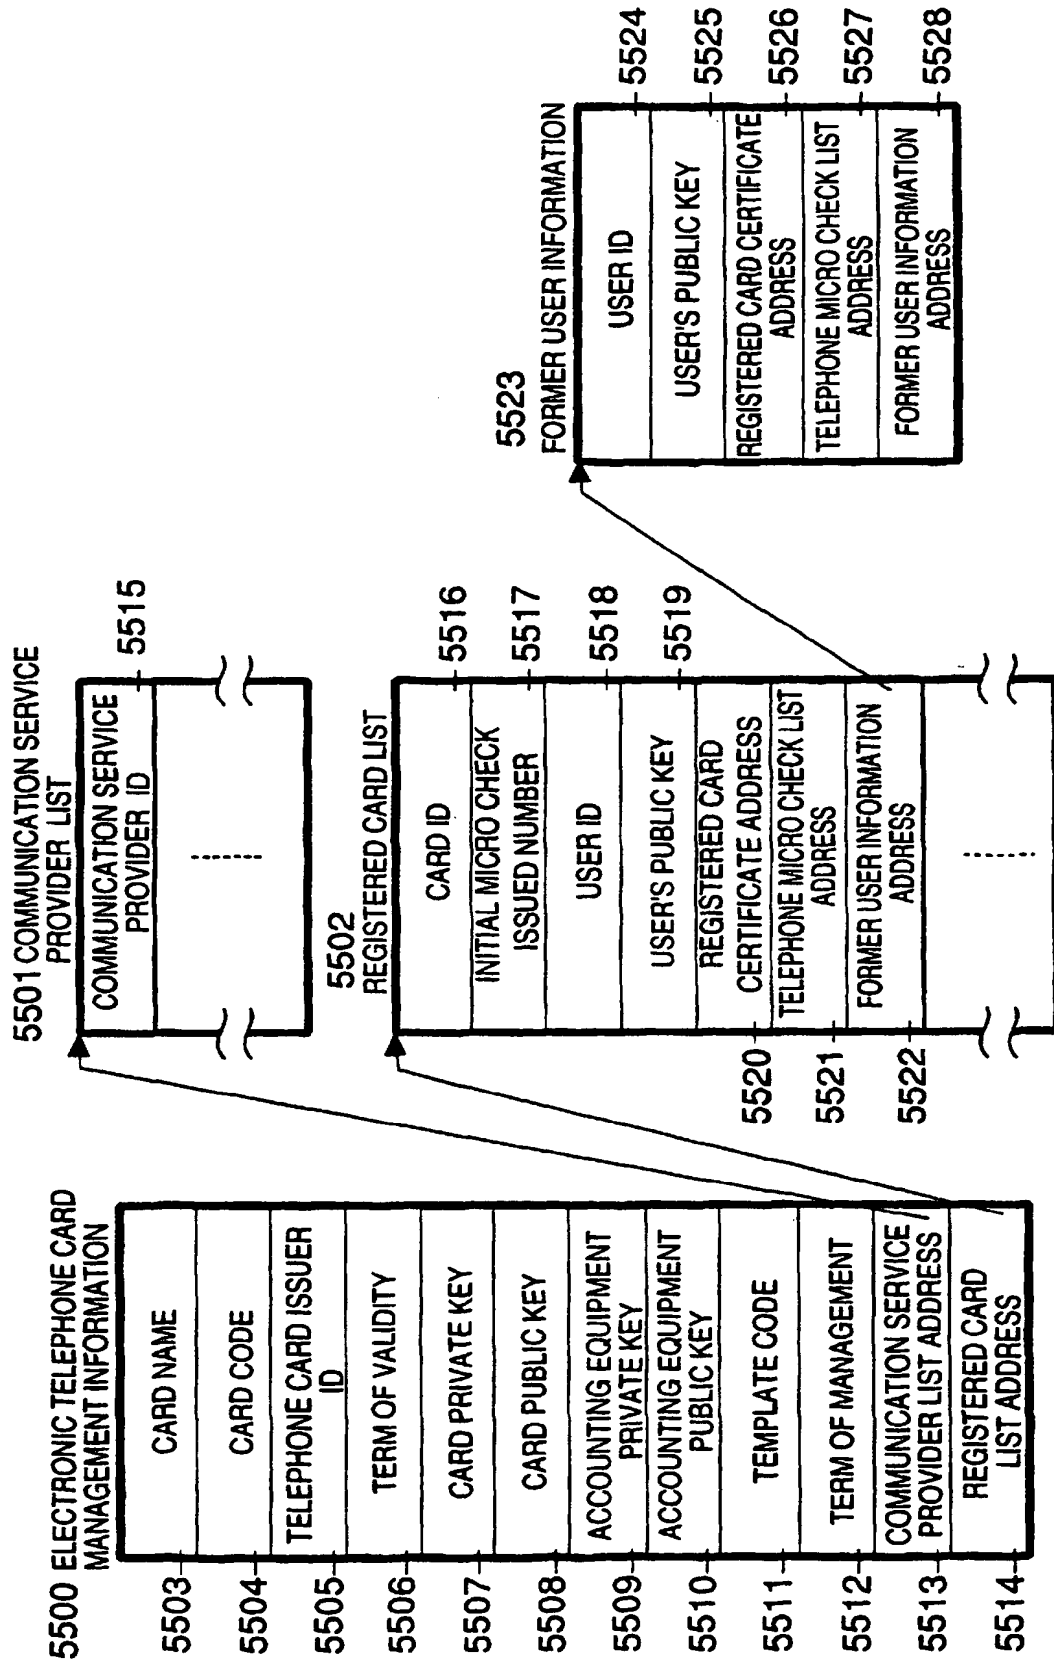 5500 ELECTRONIC TELEPHONE CARD
MANAGEMENT INFORMATION
5503
CARD NAME
5504
CARD CODE
5505
TELEPHONE CARD ISSUER
ID
5506
TERM OF VALIDITY
5507
CARD PRIVATE KEY
5508
CARD PUBLIC KEY
5509
ACCOUNTING EQUIPMENT
PRIVATE KEY
5510
ACCOUNTING EQUIPMENT
PUBLIC KEY
5511
TEMPLATE CODE
5512
TERM OF MANAGEMENT
5513
COMMUNICATION SERVICE
PROVIDER LIST ADDRESS
5514
REGISTERED CARD
LIST ADDRESS
5501 COMMUNICATION SERVICE
PROVIDER LIST
COMMUNICATION SERVICE
PROVIDER ID
5515
5502
REGISTERED CARD LIST
CARD ID
5516
INITIAL MICRO CHECK
ISSUED NUMBER
5517
USER ID
5518
USER'S PUBLIC KEY
5519
REGISTERED CARD
CERTIFICATE ADDRESS
5520
TELEPHONE MICRO CHECK LIST
ADDRESS
5521
FORMER USER INFORMATION
ADDRESS
5522
5523
FORMER USER INFORMATION
USER ID
5524
USER'S PUBLIC KEY
5525
REGISTERED CARD CERTIFICATE
ADDRESS
5526
TELEPHONE MICRO CHECK LIST
ADDRESS
5527
FORMER USER INFORMATION
ADDRESS
5528